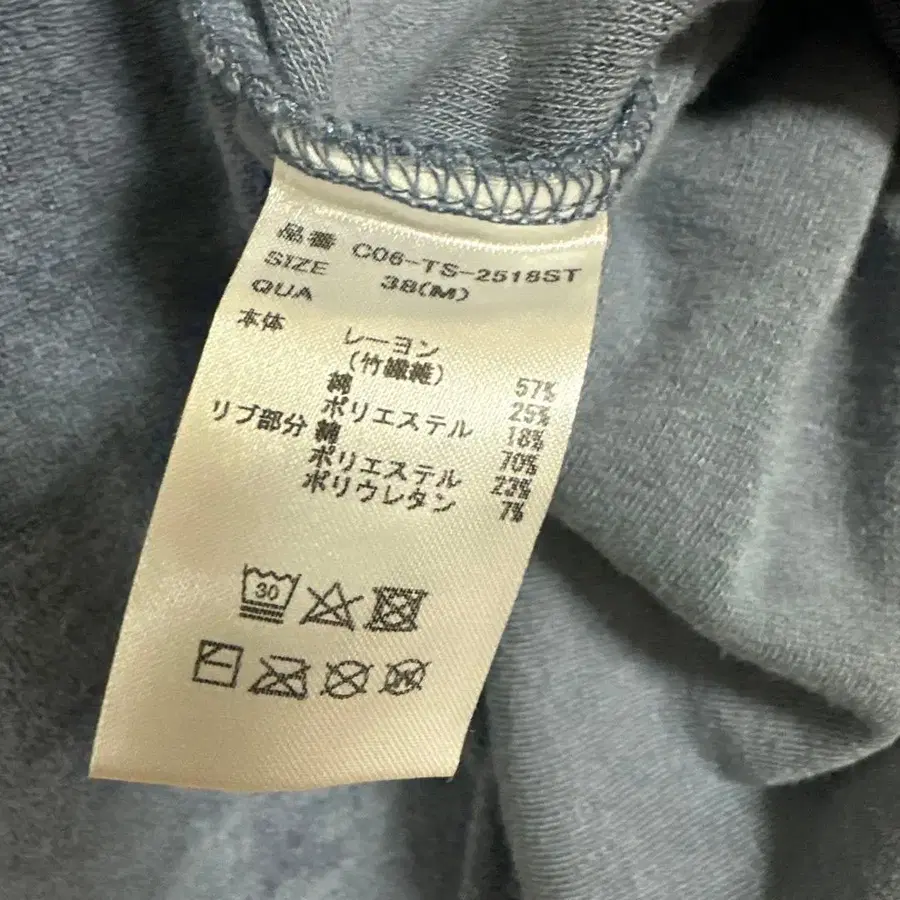 品番 C06-TS-2518ST
SIZE 38(M)
QUA
本体 レーヨン
(竹繊維) 57%
綿 25%
ポリエステル 18%
リブ部分 綿 70%
ポリエステル 23%
ポリウレタン 7%
30
W